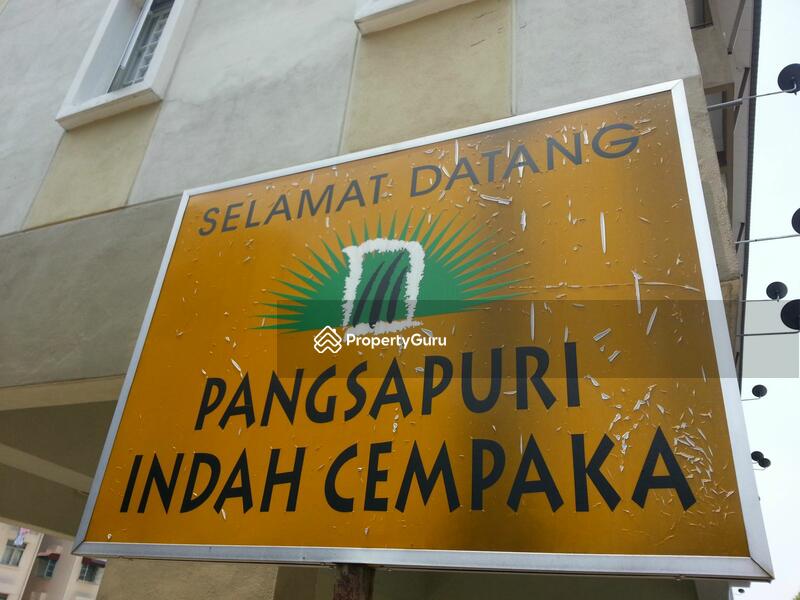 SELAMAT DATANG
PropertyGuru
PANGSAPURI
INDAH CEMPAKA